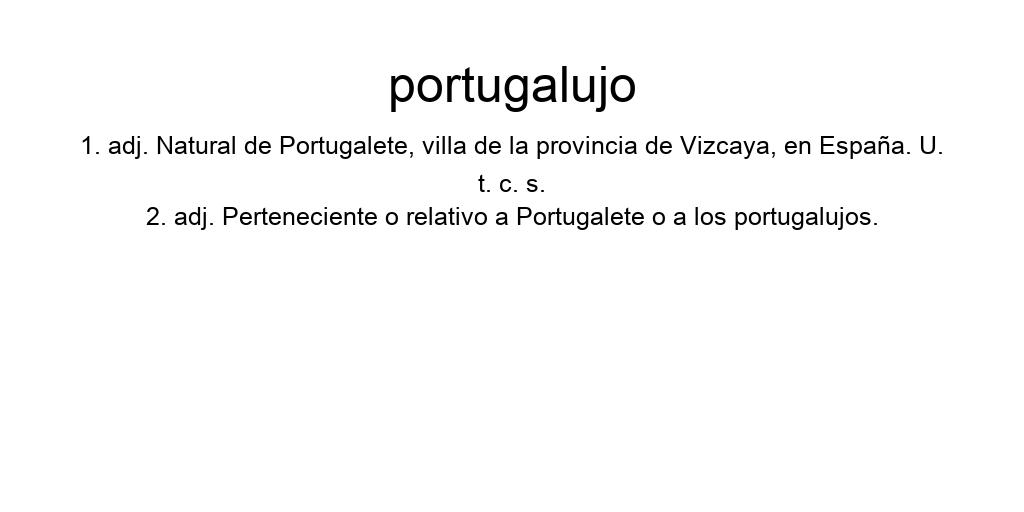 portugalujo
1. adj. Natural de Portugalete, villa de la provincia de Vizcaya, en España. U.
t. c. s.
2. adj. Perteneciente o relativo a Portugalete o a los portugalujos.